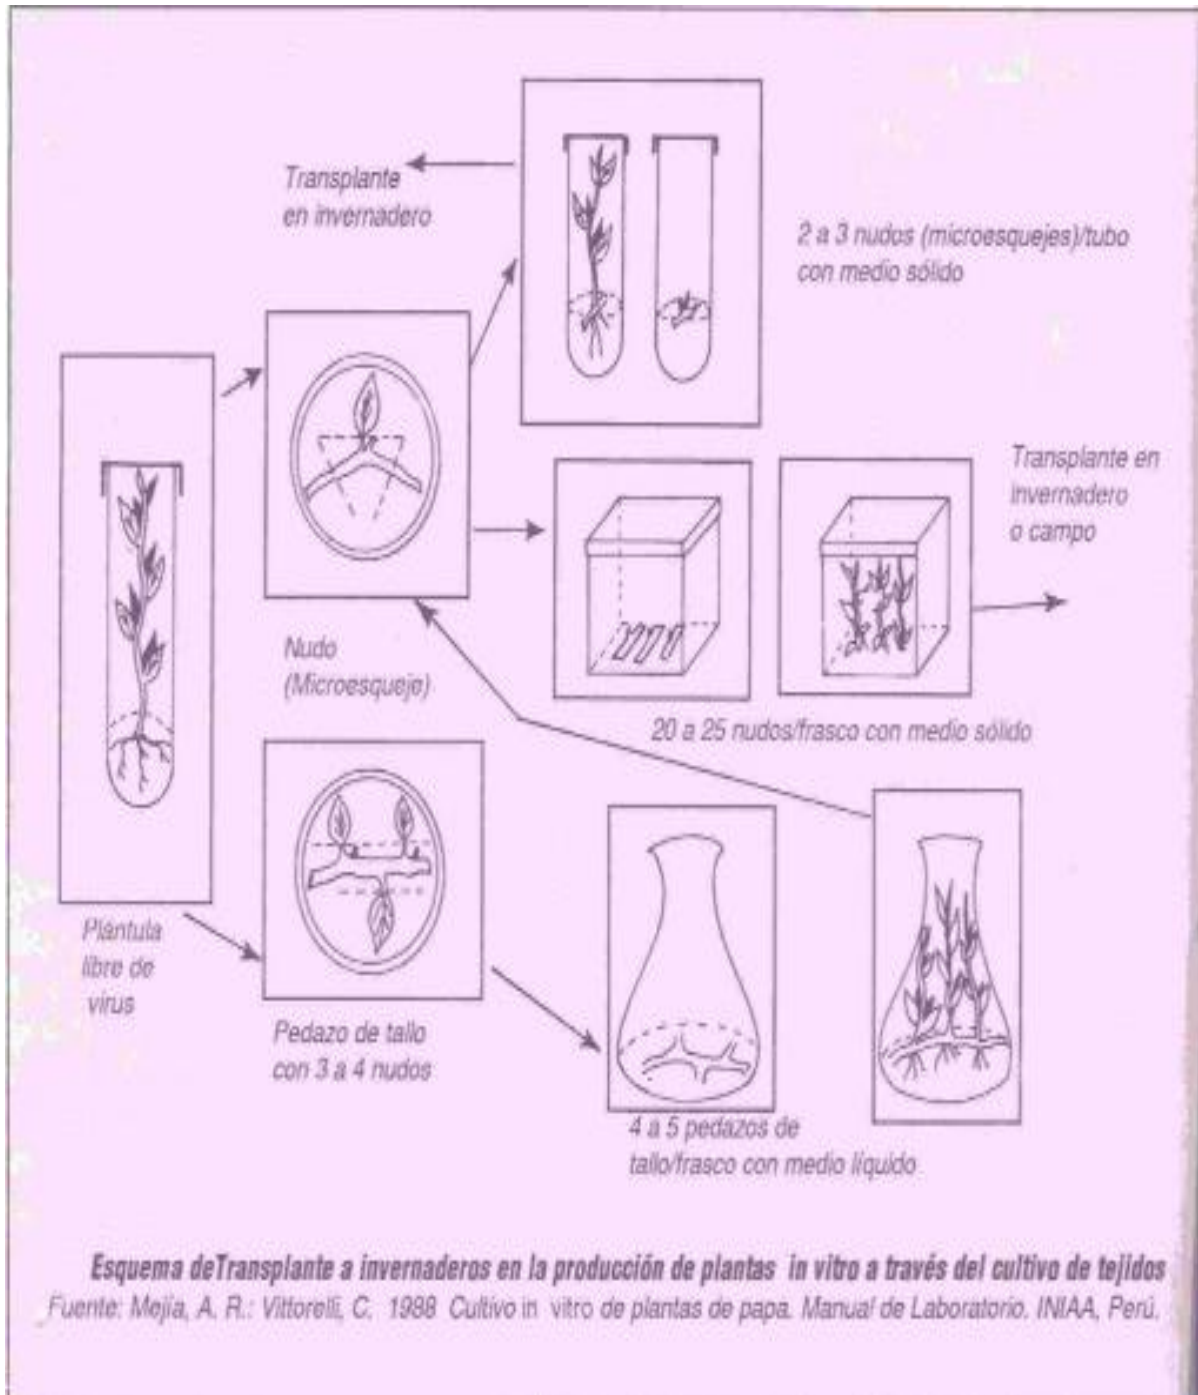 Transplante
en invernadero
2 a 3 nudos (microesquejes)/tubo
con medio sólido
Transplante en
invernadero
o campo
Nudo
(Microesqueje)
20 a 25 nudos/frasco con medio sólido
Plántula
libre de
virus
Pedazo de tallo
con 3 a 4 nudos
4 a 5 pedazos de
tallo/frasco con medio líquido
Esquema deTransplante a invernaderos en la producción de plantas in vitro a través del cultivo de tejidos
Fuente: Mejía, A. R.: Vittorelli, C. 1988 Cultivo in vitro de plantas de papa. Manual de Laboratorio. INIAA, Perú.